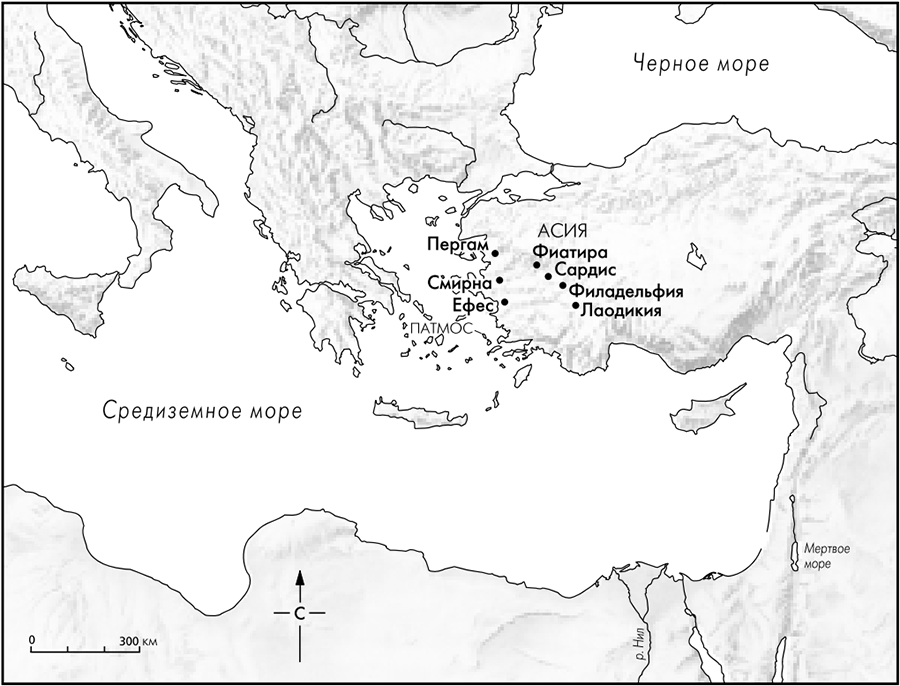 Черное море
АСИЯ
Пергам
Фиатира
Сардис
Смирна
Филадельфия
Ефес
Лаодикия
ПАТМОС
Средиземное море
Мертвое
море
С
0 300 км
р. Нил